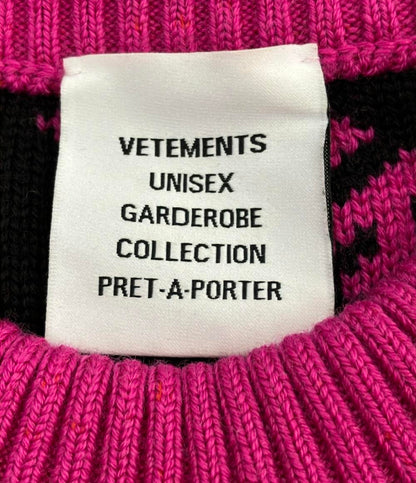 VETEMENTS
UNISEX
GARDEROBE
COLLECTION
PRET-A-PORTER